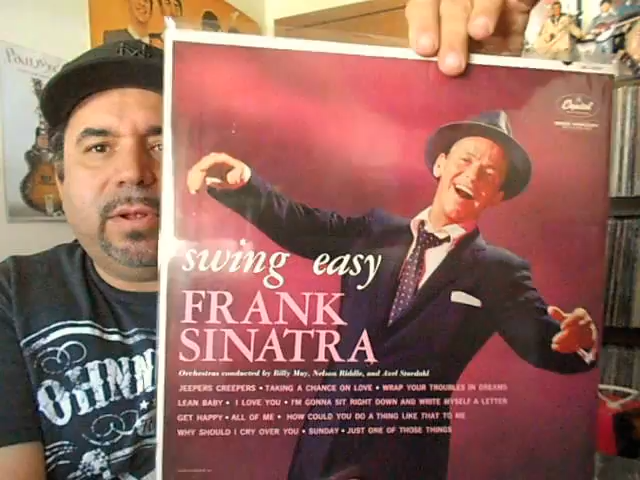 Capitol
swing easy
FRANK
SINATRA
Orchestras conducted by Billy May, Nelson Riddle, and Axel Stordahl
JEEPERS CREEPERS • TAKING A CHANCE ON LOVE • WRAP YOUR TROUBLES IN DREAMS
LEAN BABY • I LOVE YOU • I'M GONNA SIT RIGHT DOWN AND WRITE MYSELF A LETTER
GET HAPPY • ALL OF ME • HOW COULD YOU DO A THING LIKE THAT TO ME
WHY SHOULD I CRY OVER YOU • SUNDAY • JUST ONE OF THOSE THINGS
OHNN